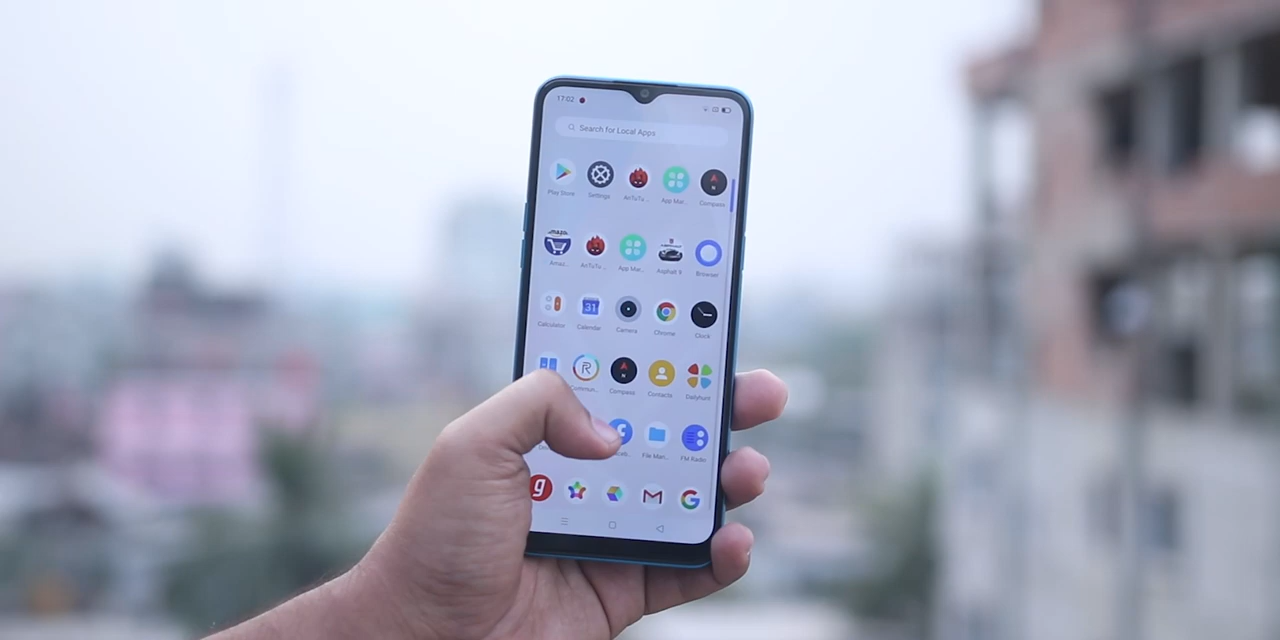 17:02
Search for Local Apps
Play Store Settings AnTuTu .. App Mar.. Compass
Amaz.. AnTuTu .. App Mar.. Asphalt 9 Browser
31
Calculator Calendar Camera Chrome Clock
R
Commun.. Compass Contacts Dailyhunt
File Man.. FM Radio
g M G